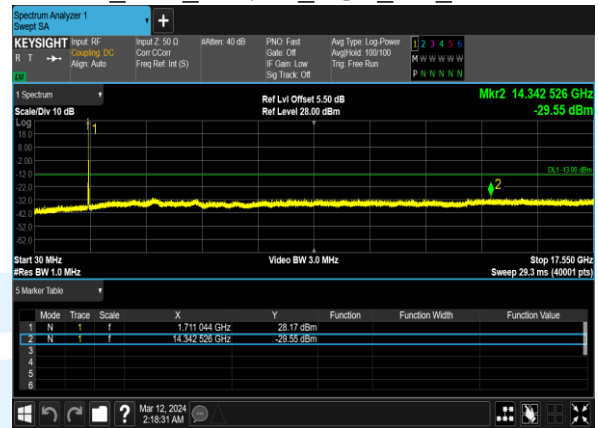 Spectrum Analyzer 1
Swept SA
KEYSIGHT
R T
LV
Input: RF
Coupling: DC
Align: Auto
Input Z: 50 Ω
Corr CCorr
Freq Ref: Int (S)
#Atten: 40 dB
PNO: Fast
Gate: Off
IF Gain: Low
Sig Track: Off
Avg Type: Log-Power
Avg|Hold: 100/100
Trig: Free Run
1 2 3 4 5 6
M W W W W W
P N N N N N
1 Spectrum
Scale/Div 10 dB
Ref Lvl Offset 5.50 dB
Ref Level 28.00 dBm
Mkr2 14.342 526 GHz
-29.55 dBm
Log
18.0
8.00
-2.00
-12.0
-22.0
-32.0
-42.0
-52.0
-62.0
1
DL1 -13.00 dBm
2
Start 30 MHz
#Res BW 1.0 MHz
Video BW 3.0 MHz
Stop 17.550 GHz
Sweep 29.3 ms (40001 pts)
5 Marker Table
Mode Trace Scale X Y Function Function Width Function Value
1 N 1 f 1.711 044 GHz 28.17 dBm
2 N 1 f 14.342 526 GHz -29.55 dBm
3
4
5
6
?
Mar 12, 2024
2:18:31 AM